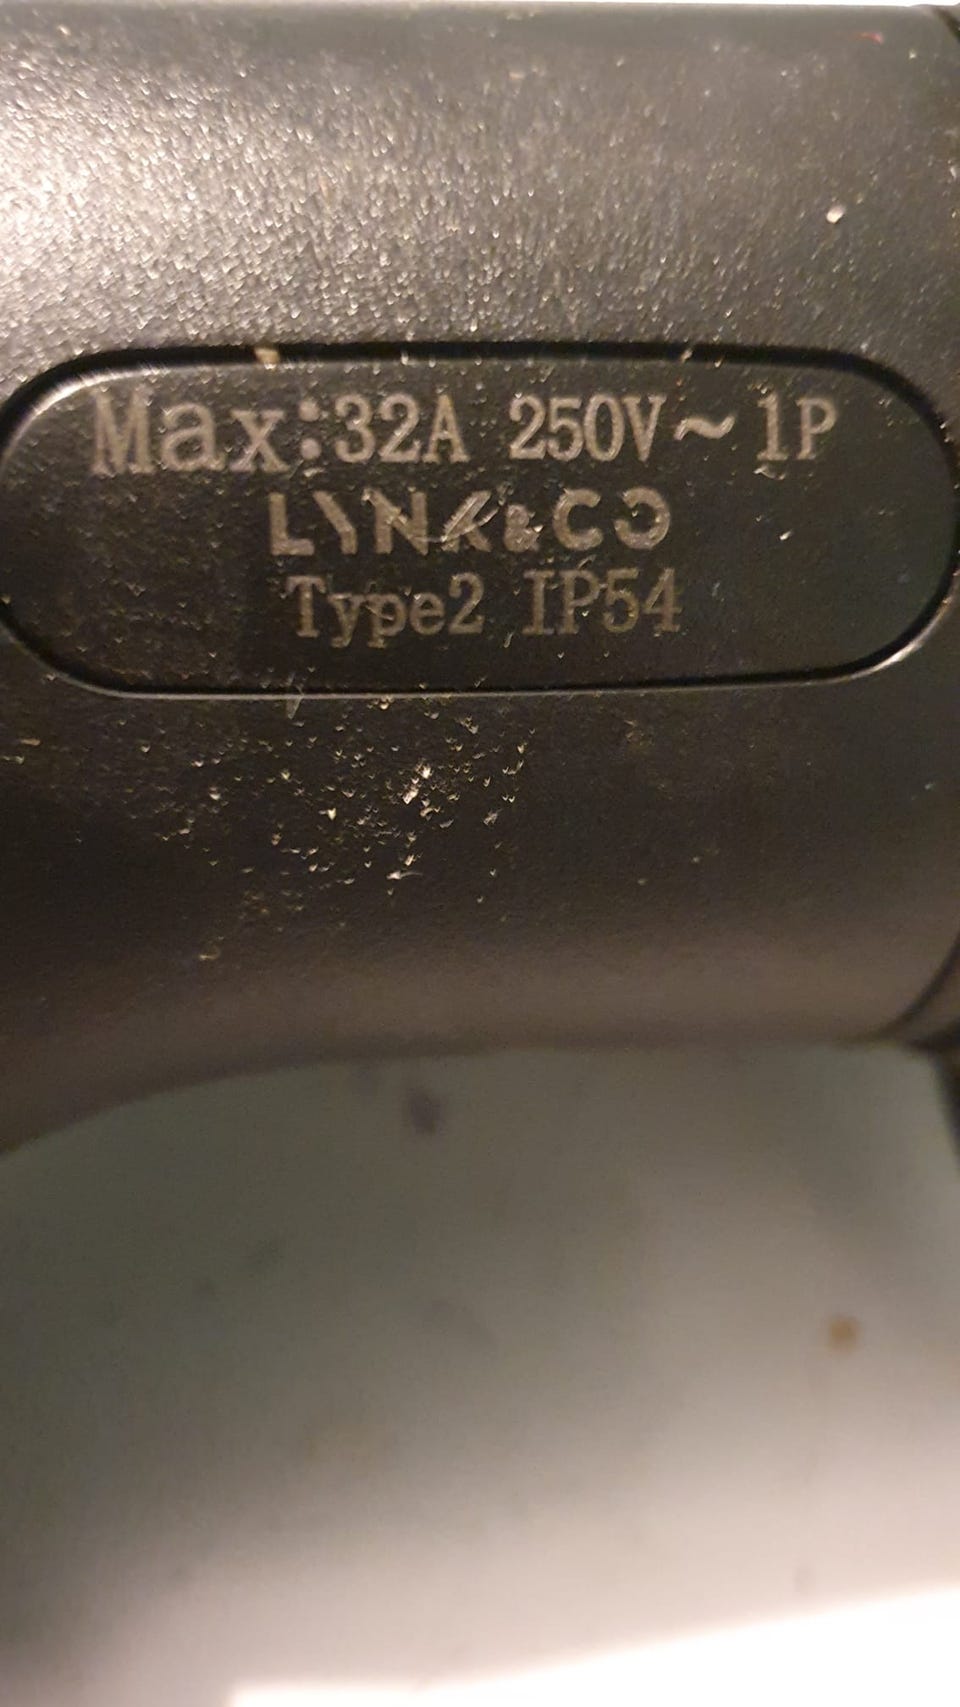 Max:32A 250V~ 1P
LYNK&CO
Type2 IP54